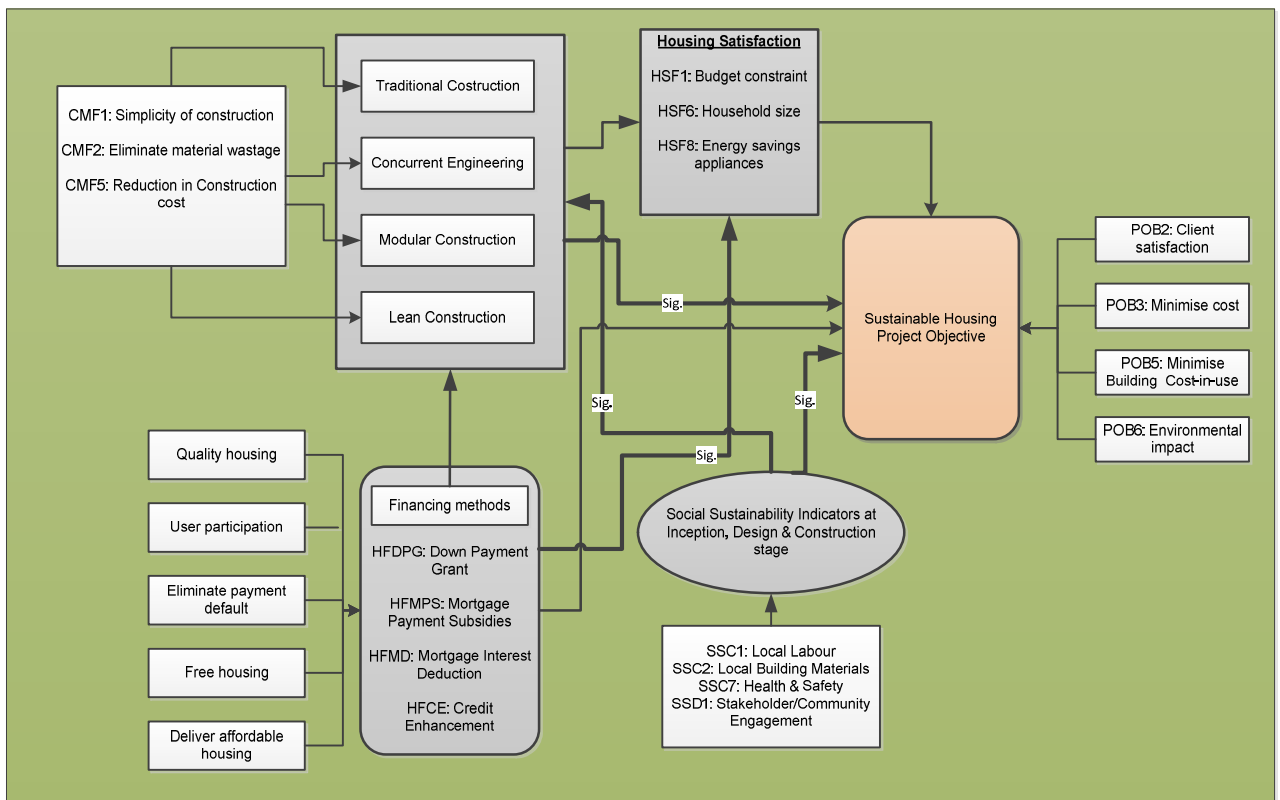 CMF1: Simplicity of construction
CMF2: Eliminate material wastage
CMF5: Reduction in Construction
cost
Traditional Costruction
Concurrent Engineering
Modular Construction
Lean Construction
Housing Satisfaction
HSF1: Budget constraint
HSF6: Household size
HSF8: Energy savings
appliances
Sustainable Housing
Project Objective
POB2: Client
satisfaction
POB3: Minimise cost
POB5: Minimise
Building Cost-in-use
POB6: Environmental
impact
Sig.
Sig.
Sig.
Sig.
Quality housing
User participation
Eliminate payment
default
Free housing
Deliver affordable
housing
Financing methods
HFDPG: Down Payment
Grant
HFMPS: Mortgage
Payment Subsidies
HFMD: Mortgage Interest
Deduction
HFCE: Credit
Enhancement
Social Sustainability Indicators at
Inception, Design & Construction
stage
SSC1: Local Labour
SSC2: Local Building Materials
SSC7: Health & Safety
SSD1: Stakeholder/Community
Engagement